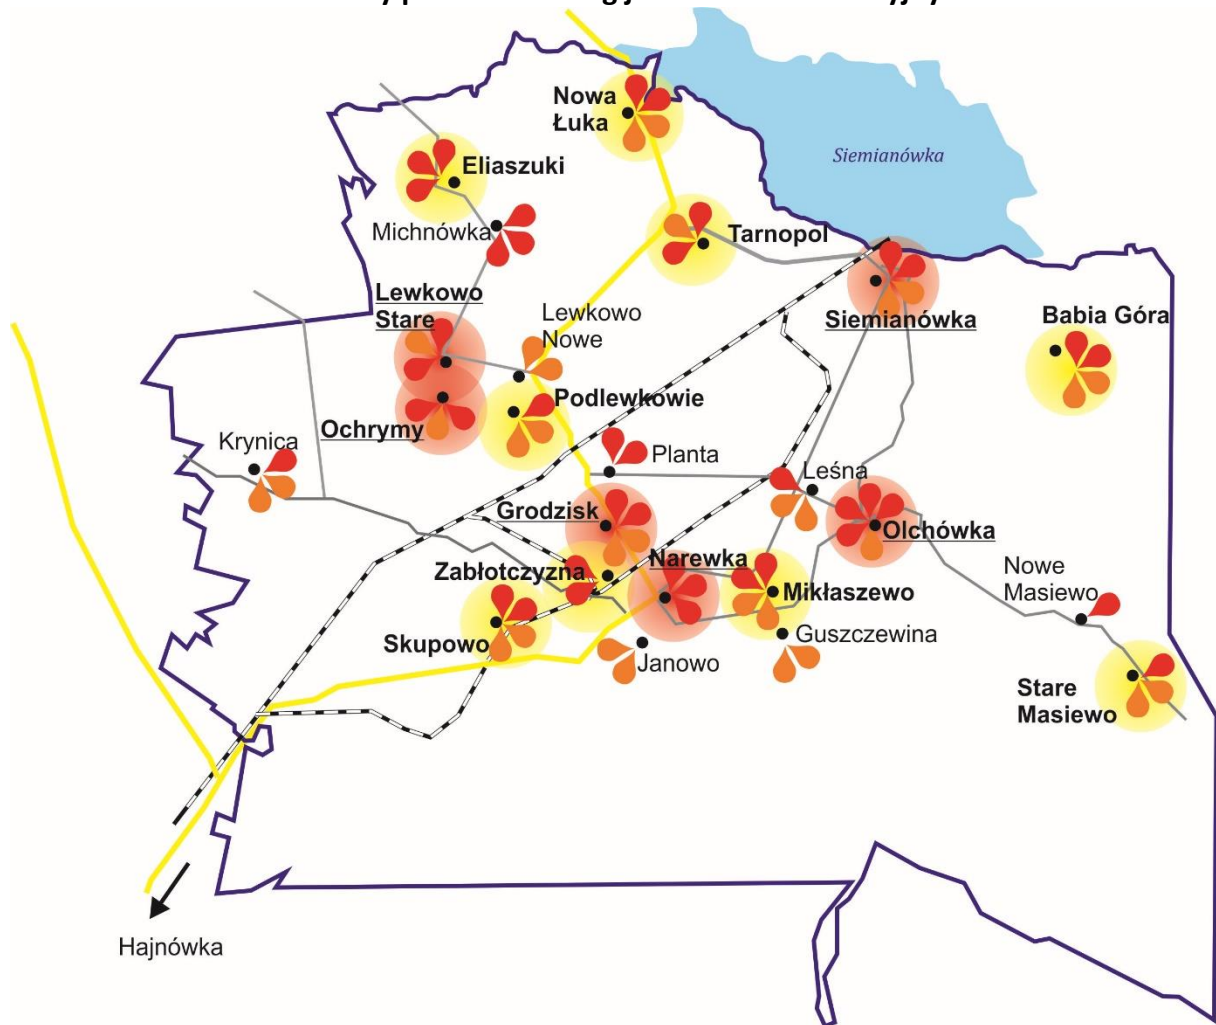 Nowa
Łuka
Siemianówka
Eliaszuki
Michnówka
Tarnopol
Lewkowo
Stare
Lewkowo
Nowe
Siemianówka
Babia Góra
Podlewkowie
Ochrymy
Krynica
Planta
Leśna
Grodzisk
Olchówka
Zabłotczyzna
Narewka
Nowe
Masiewo
Mikłaszewo
Skupowo
Guszczewina
Janowo
Stare
Masiewo
Hajnówka